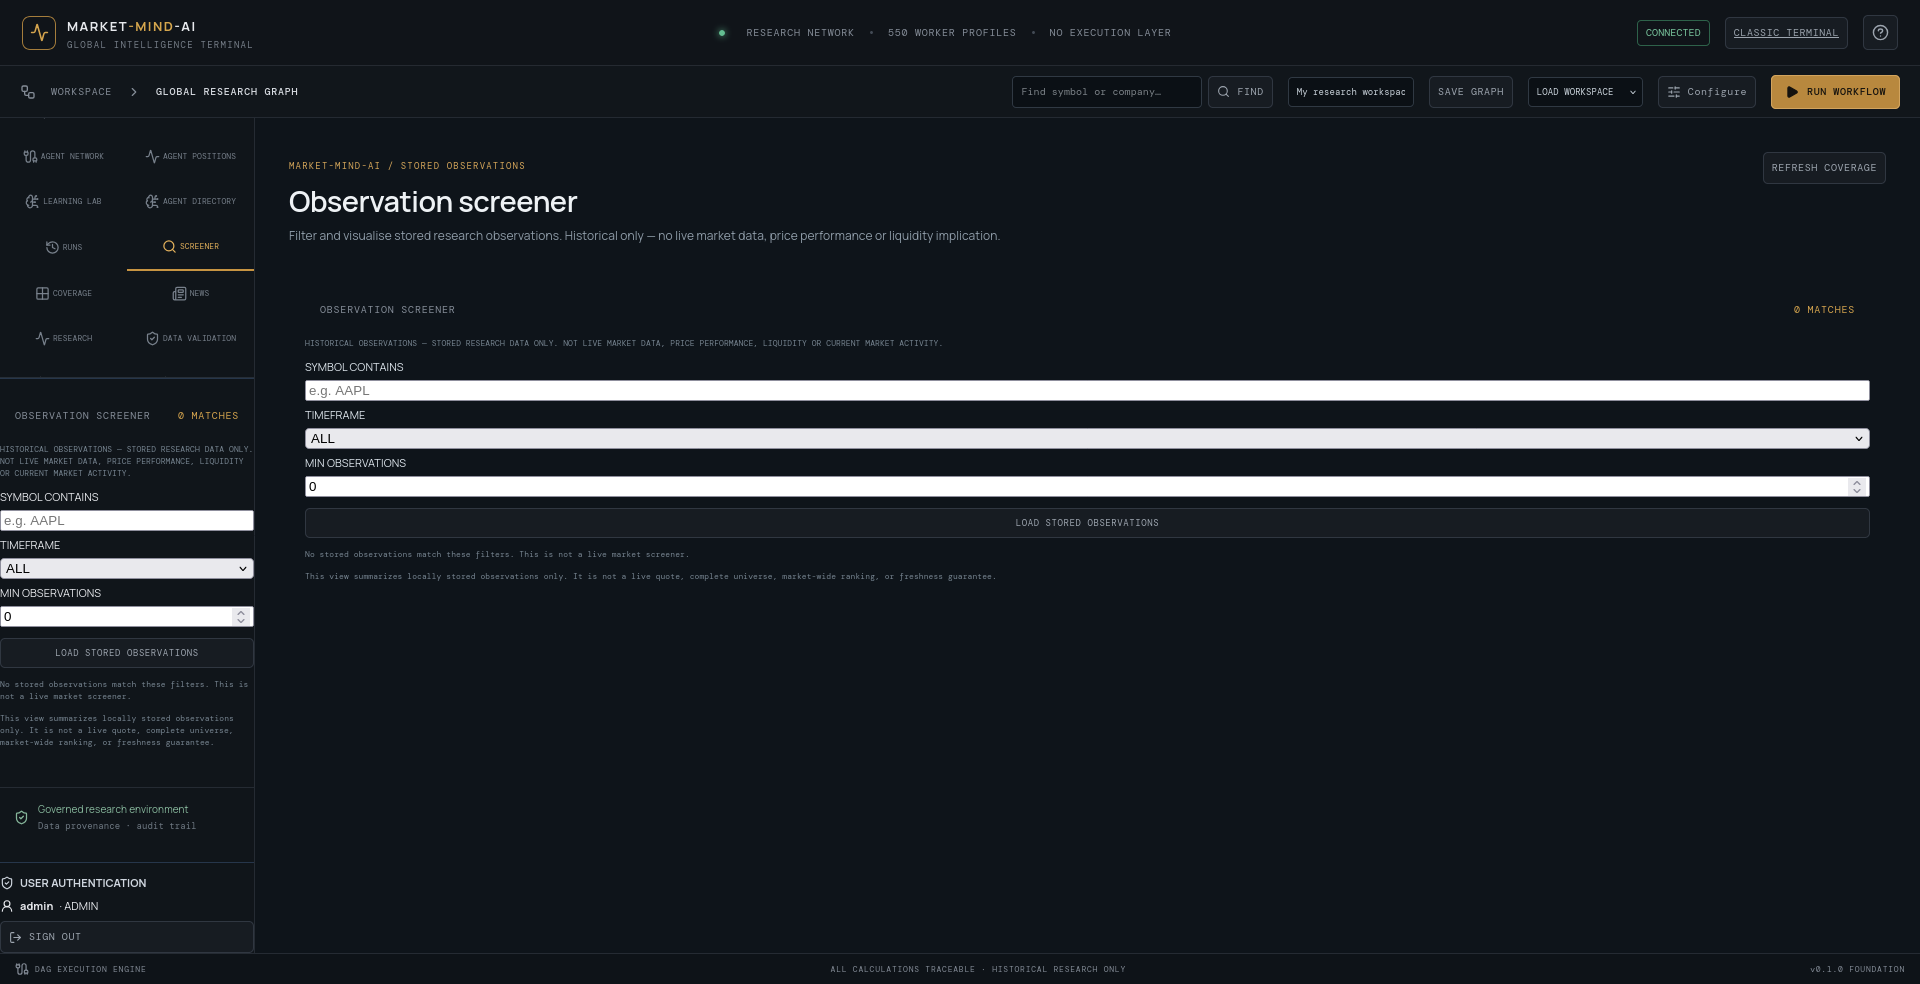 MARKET-MIND-AI
GLOBAL INTELLIGENCE TERMINAL
RESEARCH NETWORK • 550 WORKER PROFILES • NO EXECUTION LAYER
CONNECTED
CLASSIC TERMINAL
WORKSPACE > GLOBAL RESEARCH GRAPH
Find symbol or company…
FIND
My research workspac
SAVE GRAPH
LOAD WORKSPACE
Configure
RUN WORKFLOW
AGENT NETWORK
AGENT POSITIONS
LEARNING LAB
AGENT DIRECTORY
RUNS
SCREENER
COVERAGE
NEWS
RESEARCH
DATA VALIDATION
OBSERVATION SCREENER
0 MATCHES
HISTORICAL OBSERVATIONS — STORED RESEARCH DATA ONLY.
NOT LIVE MARKET DATA, PRICE PERFORMANCE, LIQUIDITY
OR CURRENT MARKET ACTIVITY.
SYMBOL CONTAINS
e.g. AAPL
TIMEFRAME
ALL
MIN OBSERVATIONS
0
LOAD STORED OBSERVATIONS
No stored observations match these filters. This is
not a live market screener.
This view summarizes locally stored observations
only. It is not a live quote, complete universe,
market-wide ranking, or freshness guarantee.
Governed research environment
Data provenance · audit trail
USER AUTHENTICATION
admin · ADMIN
SIGN OUT
MARKET-MIND-AI / STORED OBSERVATIONS
REFRESH COVERAGE
Observation screener
Filter and visualise stored research observations. Historical only — no live market data, price performance or liquidity implication.
OBSERVATION SCREENER
0 MATCHES
HISTORICAL OBSERVATIONS — STORED RESEARCH DATA ONLY. NOT LIVE MARKET DATA, PRICE PERFORMANCE, LIQUIDITY OR CURRENT MARKET ACTIVITY.
SYMBOL CONTAINS
e.g. AAPL
TIMEFRAME
ALL
MIN OBSERVATIONS
0
LOAD STORED OBSERVATIONS
No stored observations match these filters. This is not a live market screener.
This view summarizes locally stored observations only. It is not a live quote, complete universe, market-wide ranking, or freshness guarantee.
DAG EXECUTION ENGINE
ALL CALCULATIONS TRACEABLE · HISTORICAL RESEARCH ONLY
v0.1.0 FOUNDATION